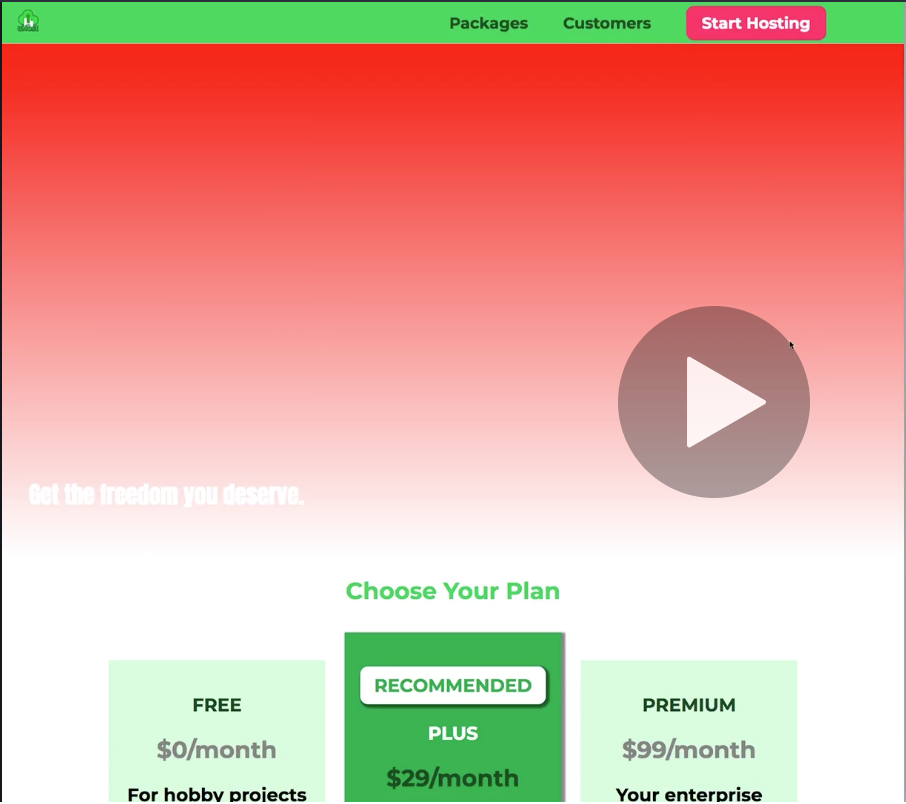 Packages Customers Start Hosting
Get the freedom you deserve.
Choose Your Plan
RECOMMENDED
FREE
PLUS
PREMIUM
$0/month
$29/month
$99/month
For hobby projects
Your enterprise